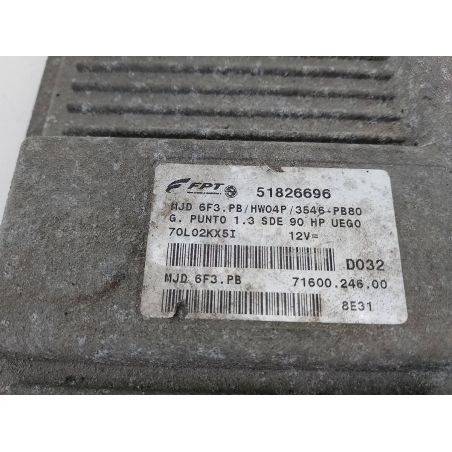 FPT 51826696
MJD 6F3.PB/HW04P/3546-PB80
G. PUNTO 1.3 SDE 90 HP UEGO
70L02KX5I 12V=
D032
MJD 6F3.PB 71600.246.00
8E31